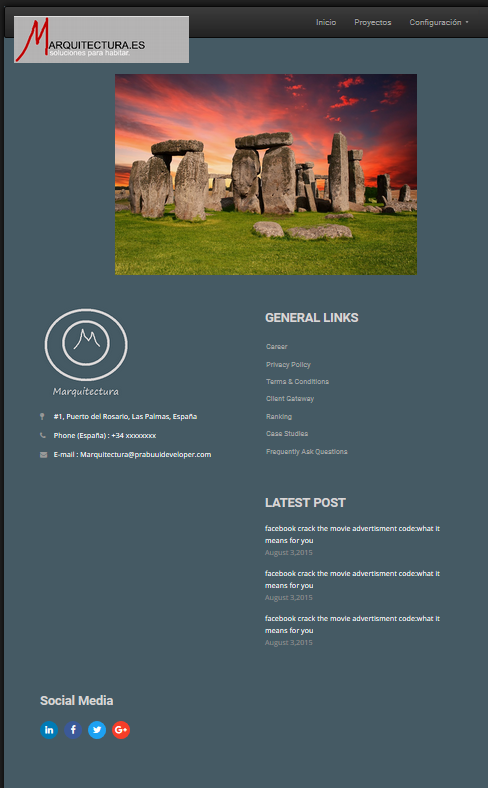 MARQUITECTURA.ES
soluciones para habitar.
Inicio
Proyectos
Configuración
Marquitectura
#1, Puerto del Rosario, Las Palmas, España
Phone (España) : +34 xxxxxxxx
E-mail : Marquitectura@prabuuideveloper.com
GENERAL LINKS
Career
Privacy Policy
Terms & Conditions
Client Gateway
Ranking
Case Studies
Frequently Ask Questions
LATEST POST
facebook crack the movie advertisment code:what it
means for you
August 3,2015
facebook crack the movie advertisment code:what it
means for you
August 3,2015
facebook crack the movie advertisment code:what it
means for you
August 3,2015
Social Media
in
f
G+